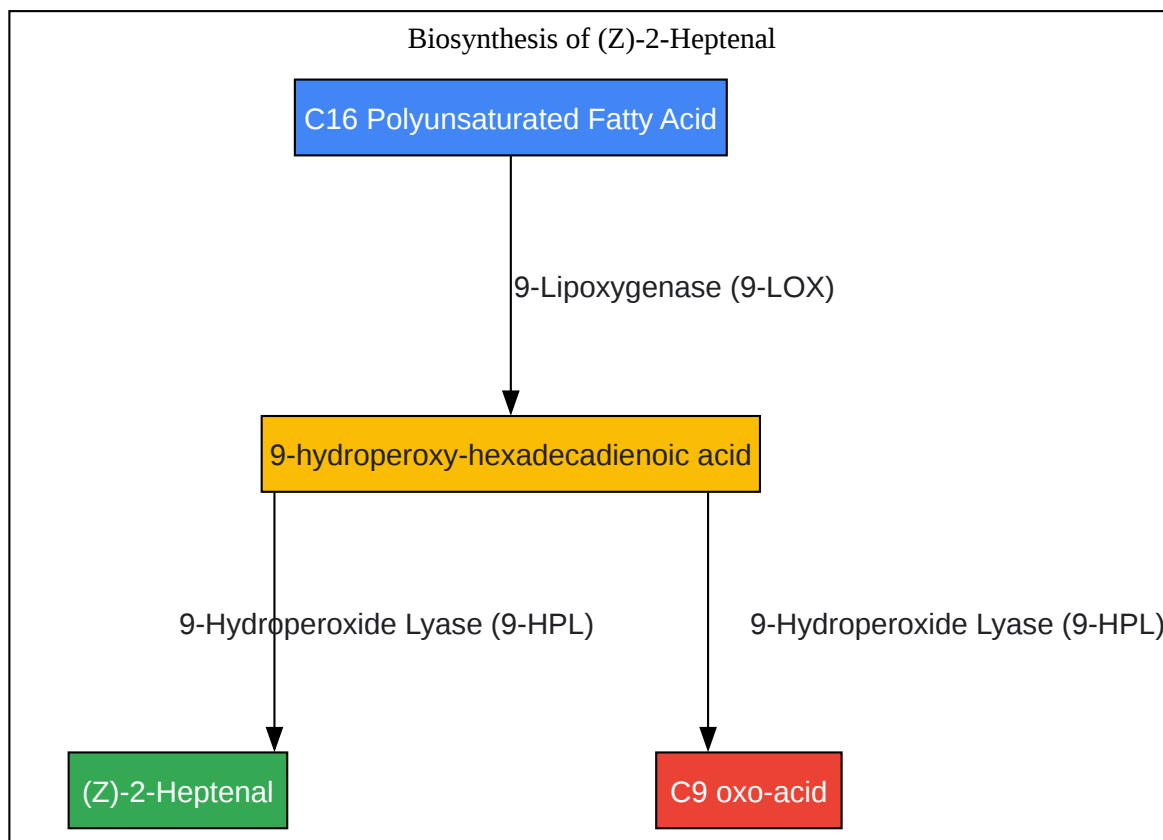 Biosynthesis of (Z)-2-Heptenal
C16 Polyunsaturated Fatty Acid
9-Lipoxygenase (9-LOX)
9-hydroperoxy-hexadecadienoic acid
9-Hydroperoxide Lyase (9-HPL)
9-Hydroperoxide Lyase (9-HPL)
(Z)-2-Heptenal
C9 oxo-acid